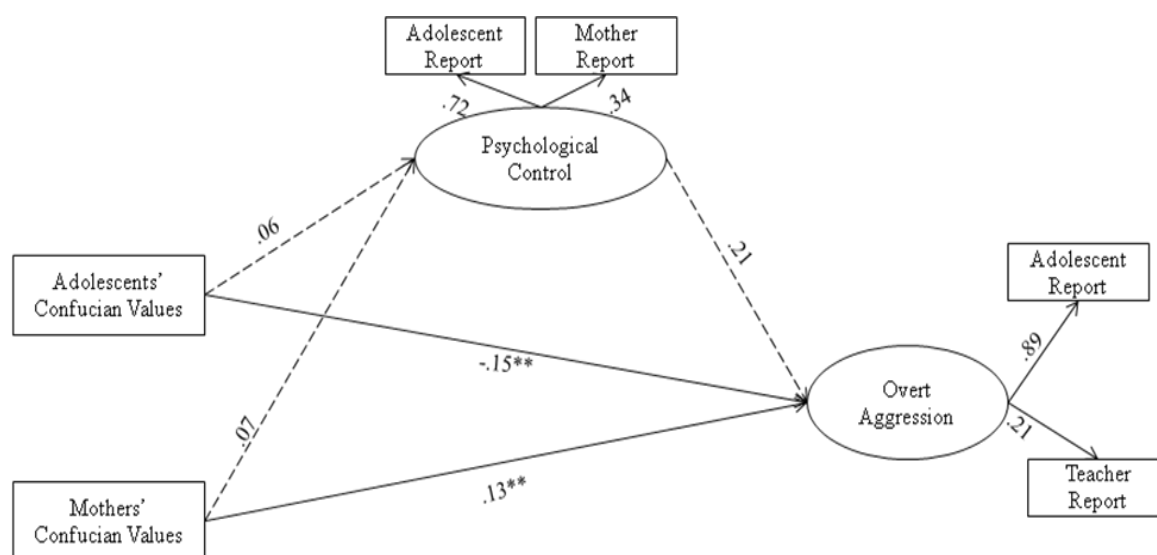 Adolescent
Report
Mother
Report
.72
.34
Psychological
Control
.06
.21
Adolescents’
Confucian Values
Adolescent
Report
-.15**
.89
Overt
Aggression
.07
.21
.13**
Teacher
Report
Mothers’
Confucian Values